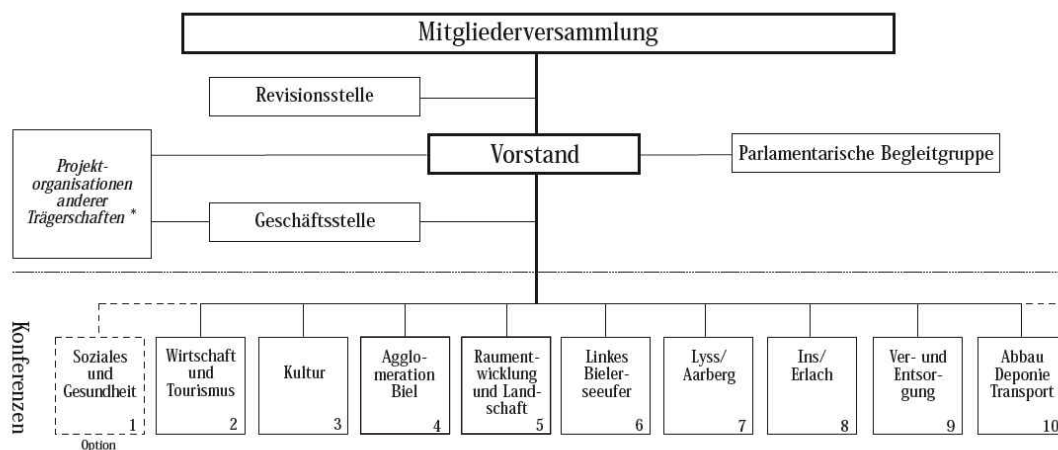 Mitgliederversammlung
Revisionsstelle
Vorstand
Parlamentarische Begleitgruppe
Projekt-
organisationen
anderer
Trägerschaften *
Geschäftsstelle
Konferenzen
Soziales
und
Gesundheit
1
Option
Wirtschaft
und
Tourismus
2
Kultur
3
Agglo-
meration
Biel
4
Raument-
wicklung
und Land-
schaft
5
Linkes
Bieler-
seeufer
6
Lyss/
Aarberg
7
Ins/
Erlach
8
Ver- und
Entsor-
gung
9
Abbau
Deponie
Transport
10